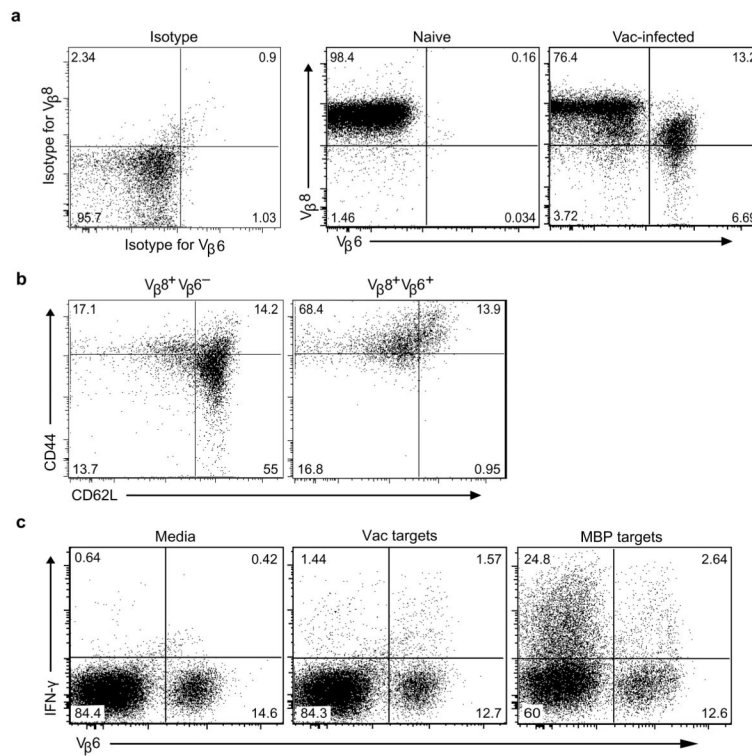 a
Isotype
Naive
Vac-infected
2.34 0.9
98.4 0.16
76.4 13.2
Isotype for Vβ8
Vβ8
95.7 1.03
1.46 0.034
3.72 6.69
Isotype for Vβ6
Vβ6
b
Vβ8+ Vβ6−
Vβ8+Vβ6+
17.1 14.2
68.4 13.9
CD44
13.7 55
16.8 0.95
CD62L
c
Media
Vac targets
MBP targets
0.64 0.42
1.44 1.57
24.8 2.64
IFN-γ
84.4 14.6
84.3 12.7
60 12.6
Vβ6